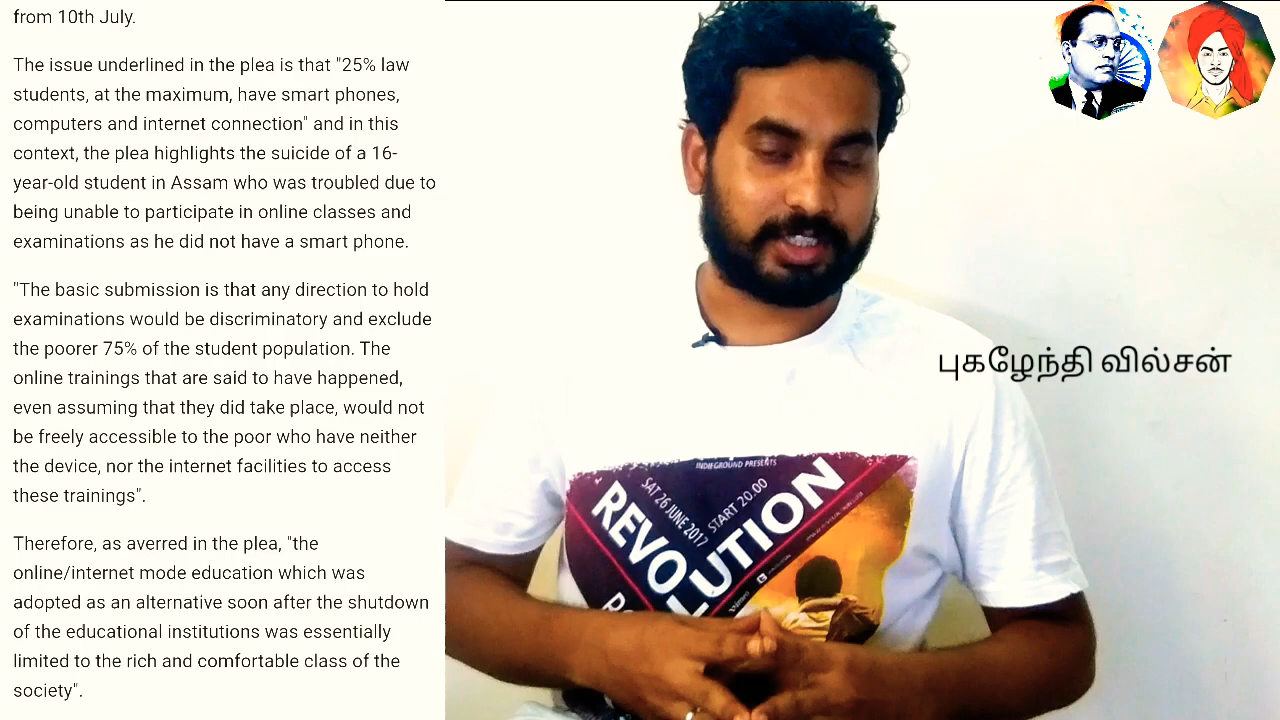 from 10th July.
The issue underlined in the plea is that "25% law
students, at the maximum, have smart phones,
computers and internet connection" and in this
context, the plea highlights the suicide of a 16-
year-old student in Assam who was troubled due to
being unable to participate in online classes and
examinations as he did not have a smart phone.
"The basic submission is that any direction to hold
examinations would be discriminatory and exclude
the poorer 75% of the student population. The
online trainings that are said to have happened,
even assuming that they did take place, would not
be freely accessible to the poor who have neither
the device, nor the internet facilities to access
these trainings".
Therefore, as averred in the plea, "the
online/internet mode education which was
adopted as an alternative soon after the shutdown
of the educational institutions was essentially
limited to the rich and comfortable class of the
society".
புகழேந்தி வில்சன்
INDIEGROUND PRESENTS
SAT 26 JUNE 2017
START 20.00
REVOLUTION